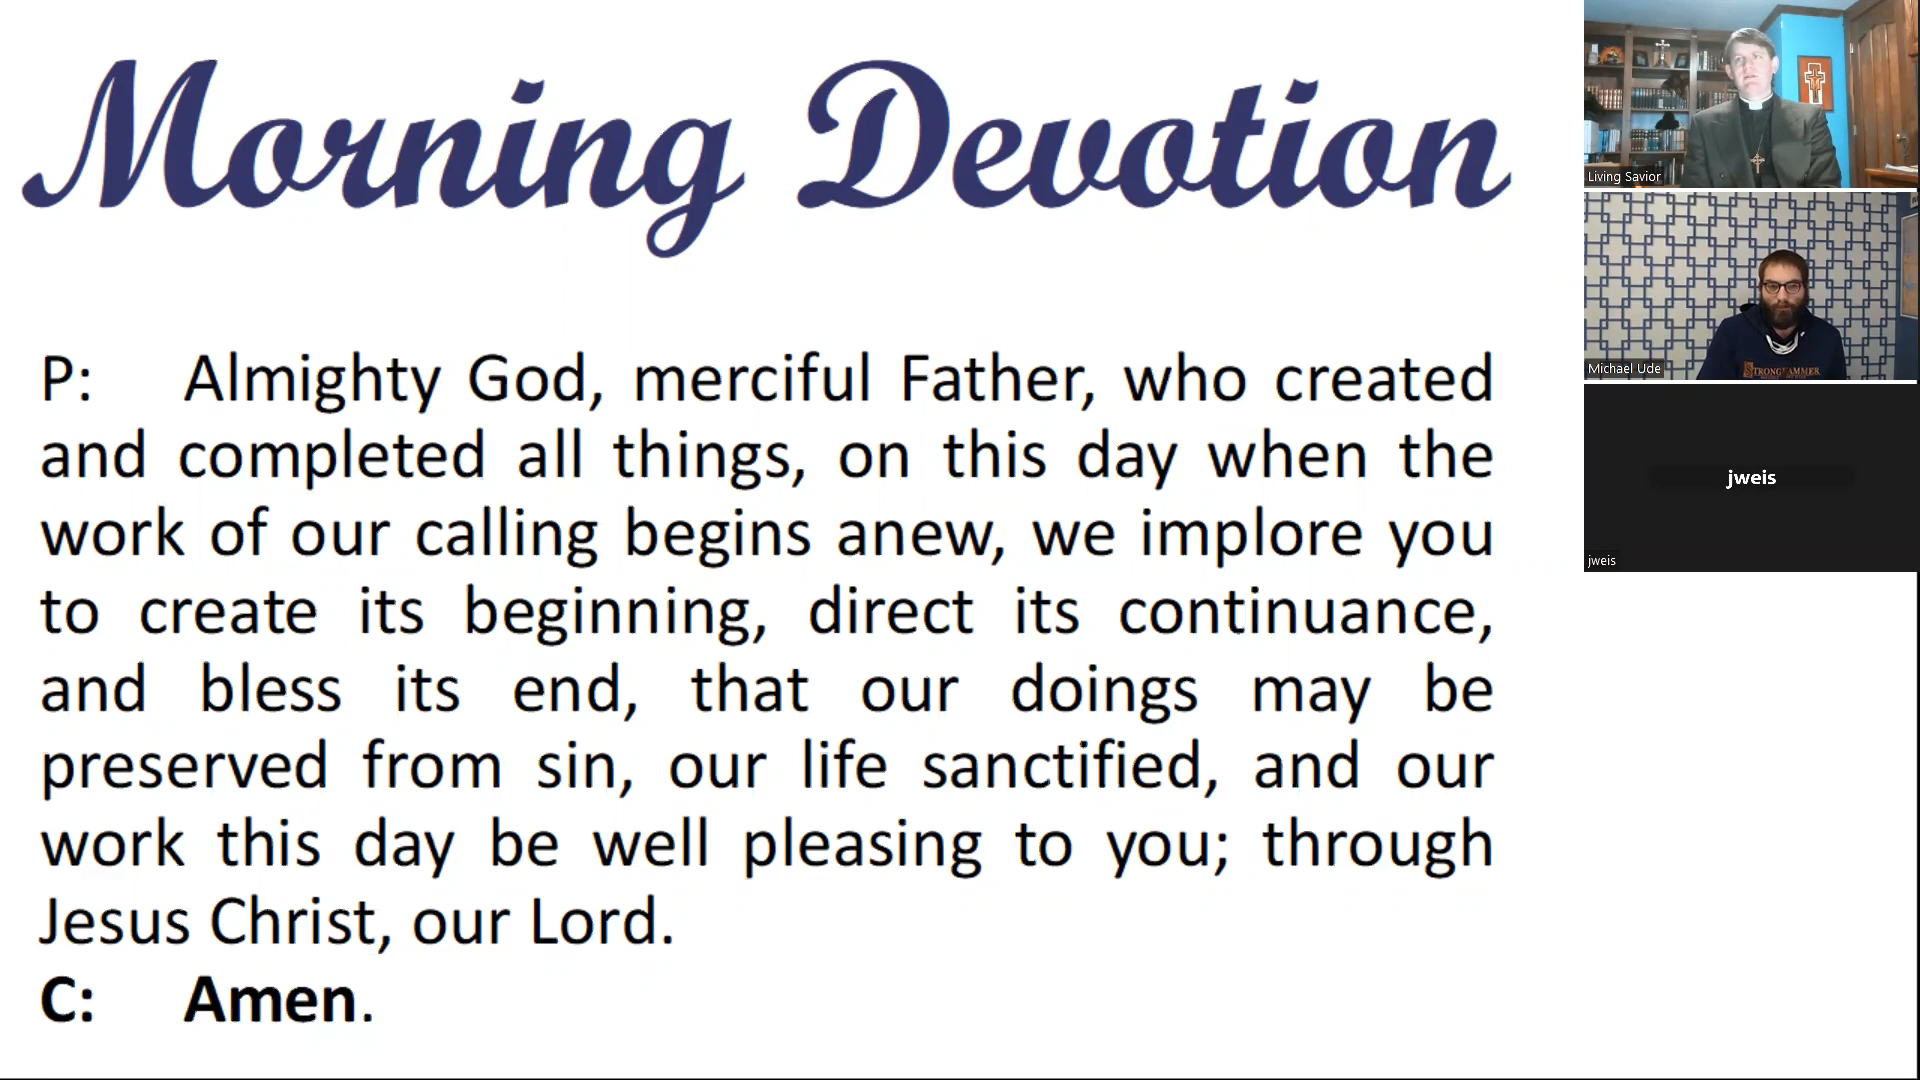 Morning Devotion
P: Almighty God, merciful Father, who created
and completed all things, on this day when the
work of our calling begins anew, we implore you
to create its beginning, direct its continuance,
and bless its end, that our doings may be
preserved from sin, our life sanctified, and our
work this day be well pleasing to you; through
Jesus Christ, our Lord.
C: Amen.
Living Savior
STRONGHAMMER
Michael Ude
jweis
jweis